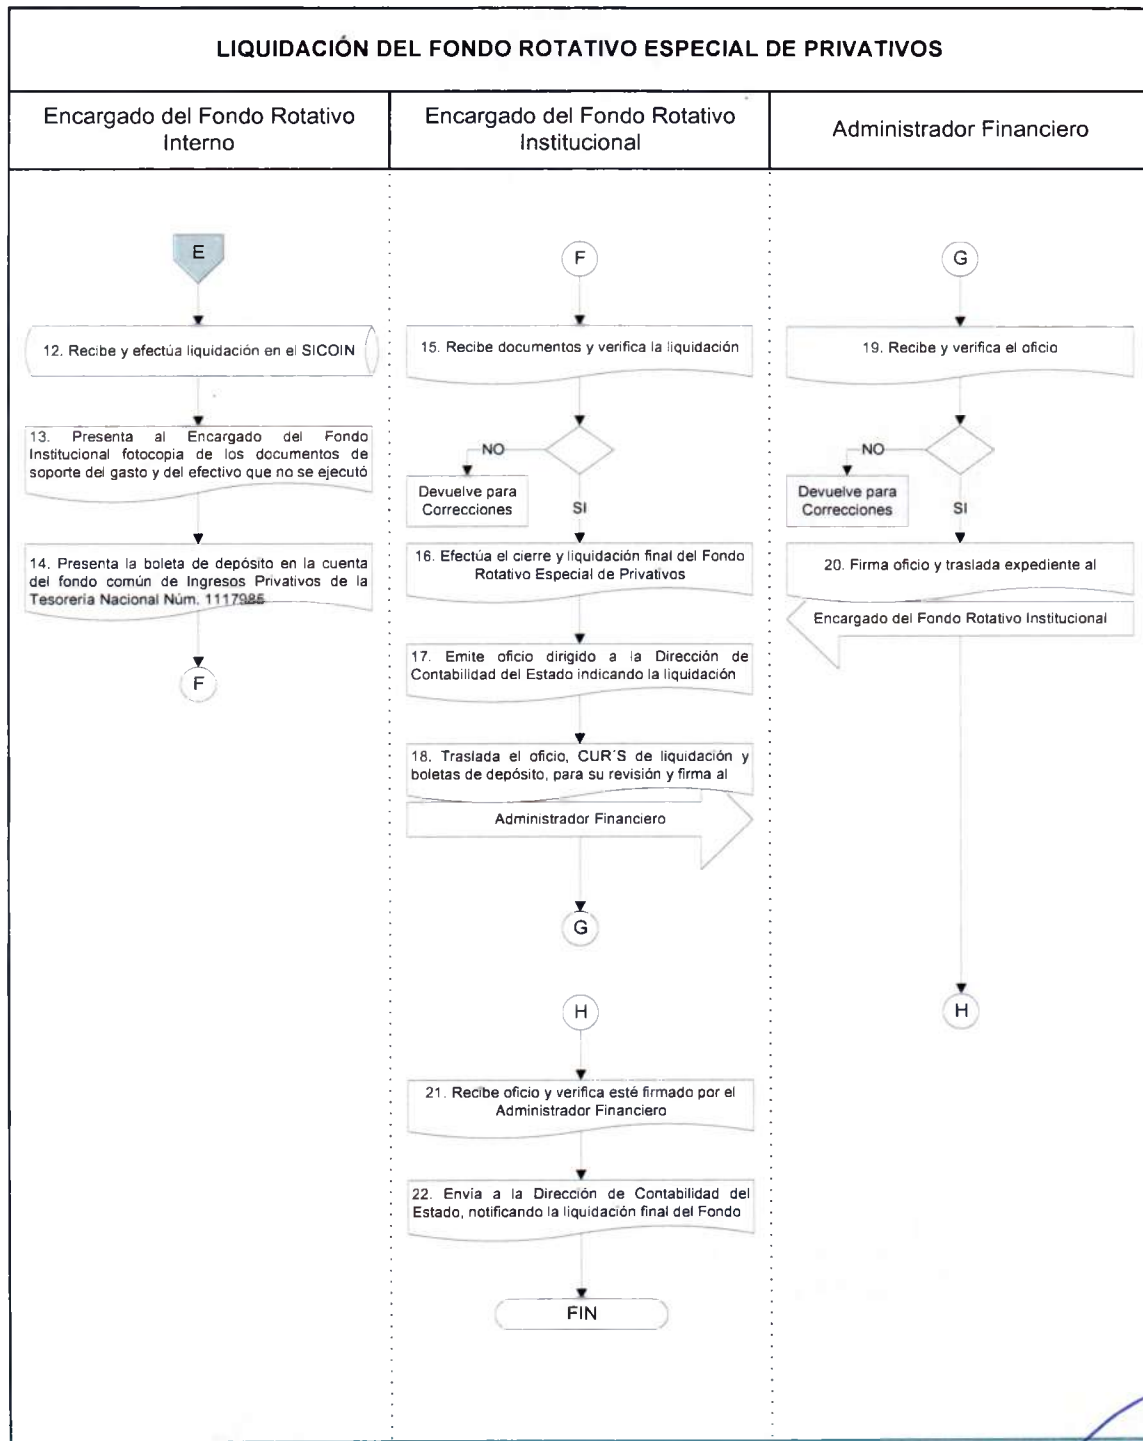 LIQUIDACIÓN DEL FONDO ROTATIVO ESPECIAL DE PRIVATIVOS
Encargado del Fondo Rotativo
Interno
Encargado del Fondo Rotativo
Institucional
Administrador Financiero
E
12. Recibe y efectúa liquidación en el SICOIN
13. Presenta al Encargado del Fondo
Institucional fotocopia de los documentos de
soporte del gasto y del efectivo que no se ejecutó
14. Presenta la boleta de depósito en la cuenta
del fondo común de Ingresos Privativos de la
Tesorería Nacional Núm. 1117985
F
F
15. Recibe documentos y verifica la liquidación
NO
Devuelve para
Correcciones
SI
16. Efectúa el cierre y liquidación final del Fondo
Rotativo Especial de Privativos
17. Emite oficio dirigido a la Dirección de
Contabilidad del Estado indicando la liquidación
18. Traslada el oficio, CUR´S de liquidación y
boletas de depósito, para su revisión y firma al
Administrador Financiero
G
H
21. Recibe oficio y verifica esté firmado por el
Administrador Financiero
22. Envía a la Dirección de Contabilidad del
Estado, notificando la liquidación final del Fondo
FIN
G
19. Recibe y verifica el oficio
NO
Devuelve para
Correcciones
SI
20. Firma oficio y traslada expediente al
Encargado del Fondo Rotativo Institucional
H